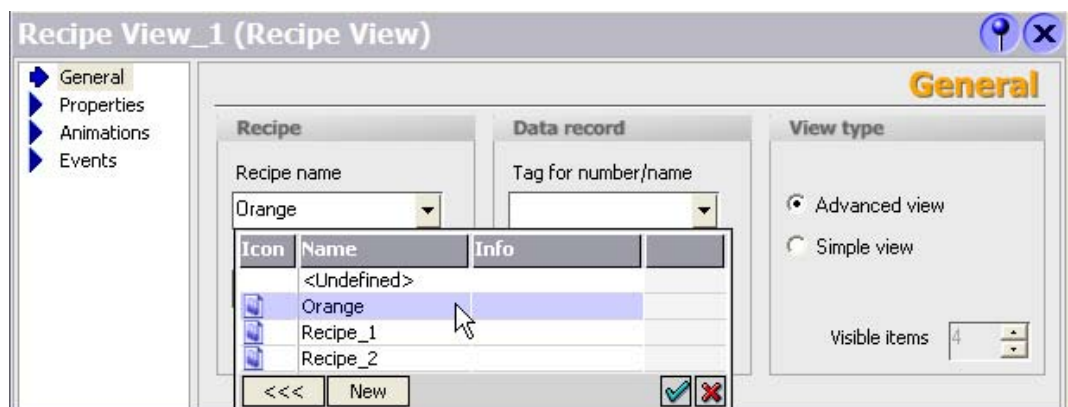 Recipe View_1 (Recipe View)
General
Properties
Animations
Events
General
Recipe
Recipe name
Orange
Data record
Tag for number/name
View type
Advanced view
Simple view
Visible items 4
Icon Name Info
<Undefined>
Orange
Recipe_1
Recipe_2
<<< New